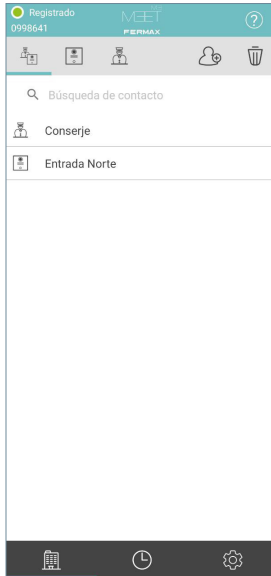 Registrado
MEET
0998641
FERMAX
?
Búsqueda de contacto
Conserje
Entrada Norte